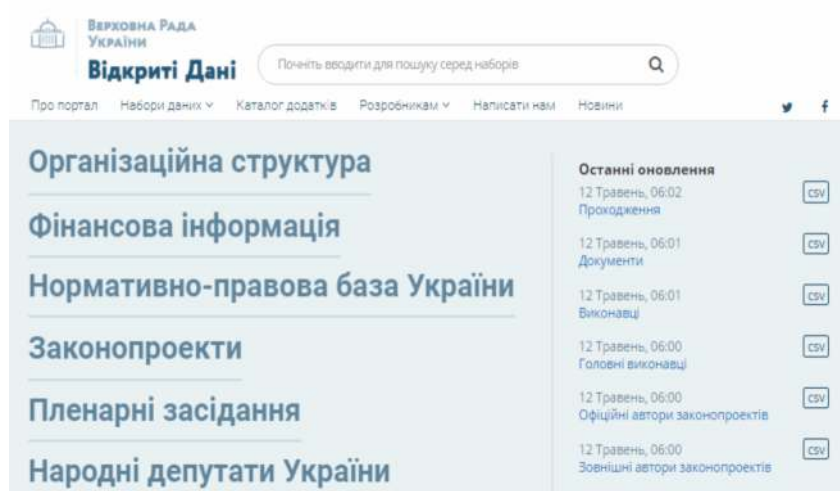 Верховна Рада
України
Відкриті Дані
Почніть вводити для пошуку серед наборів
Про портал Набори даних Каталог додатків Розробникам Написати нам Новини
Організаційна структура
Фінансова інформація
Нормативно-правова база України
Законопроекти
Пленарні засідання
Народні депутати України
Останні оновлення
12 Травень, 06:02 CSV
Проходження
12 Травень, 06:01 CSV
Документи
12 Травень, 06:01 CSV
Виконавці
12 Травень, 06:00 CSV
Головні виконавці
12 Травень, 06:00 CSV
Офіційні автори законопроектів
12 Травень, 06:00 CSV
Зовнішні автори законопроектів